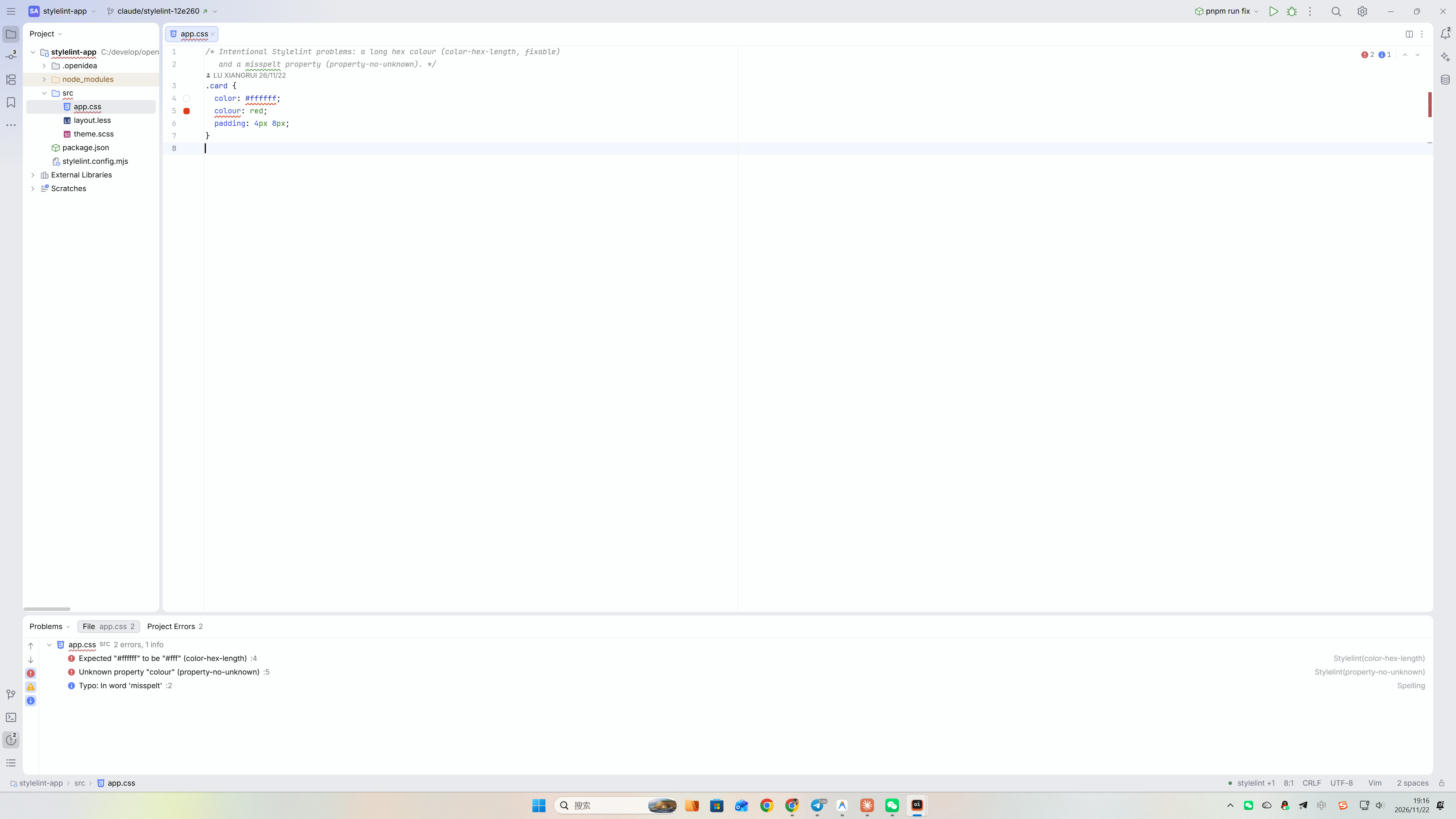 SA stylelint-app claude/stylelint-12e260 pnpm run fix
Project
app.css
stylelint-app C:/develop/open
.openidea
node_modules
src
app.css
layout.less
theme.scss
package.json
stylelint.config.mjs
External Libraries
Scratches
2 1
1 /* Intentional Stylelint problems: a long hex colour (color-hex-length, fixable)
2 and a misspelt property (property-no-unknown). */
LU XIANGRUI 26/11/22
3 .card {
4 color: #ffffff;
5 colour: red;
6 padding: 4px 8px;
7 }
8
Problems File app.css 2 Project Errors 2
app.css src 2 errors, 1 info
Expected "#ffffff" to be "#fff" (color-hex-length) :4 Stylelint(color-hex-length)
Unknown property "colour" (property-no-unknown) :5 Stylelint(property-no-unknown)
Typo: In word 'misspelt' :2 Spelling
stylelint-app src app.css stylelint +1 8:1 CRLF UTF-8 Vim 2 spaces
搜索
19:16
2026/11/22